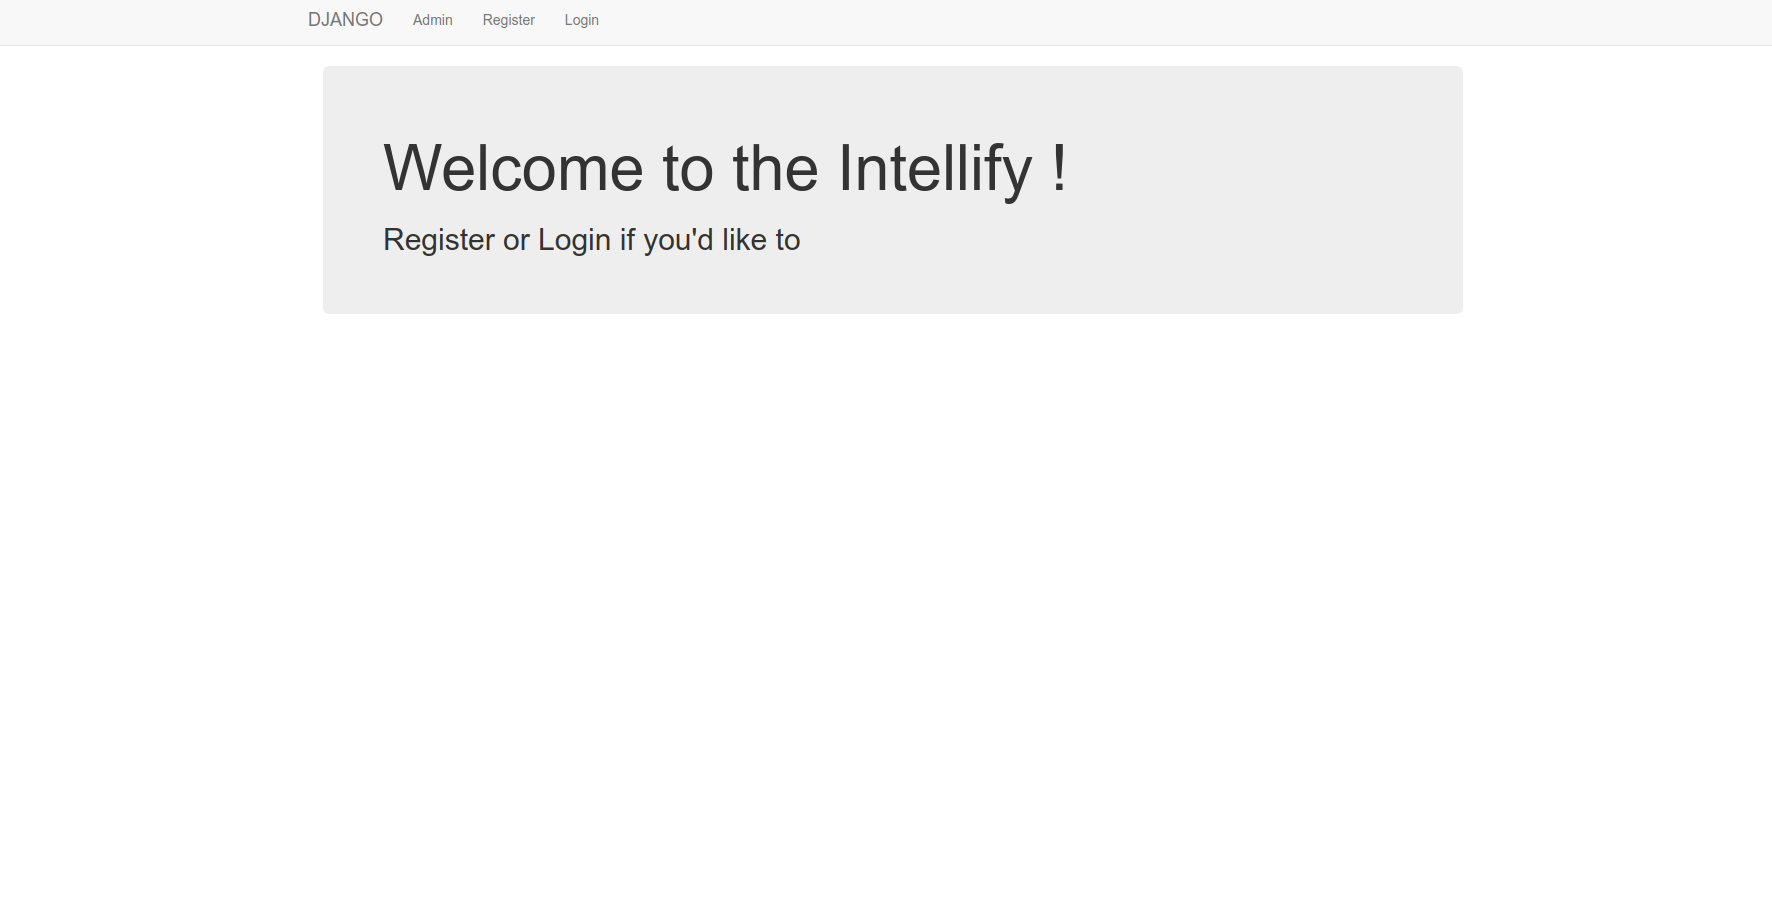 DJANGO Admin Register Login
Welcome to the Intellify !
Register or Login if you'd like to